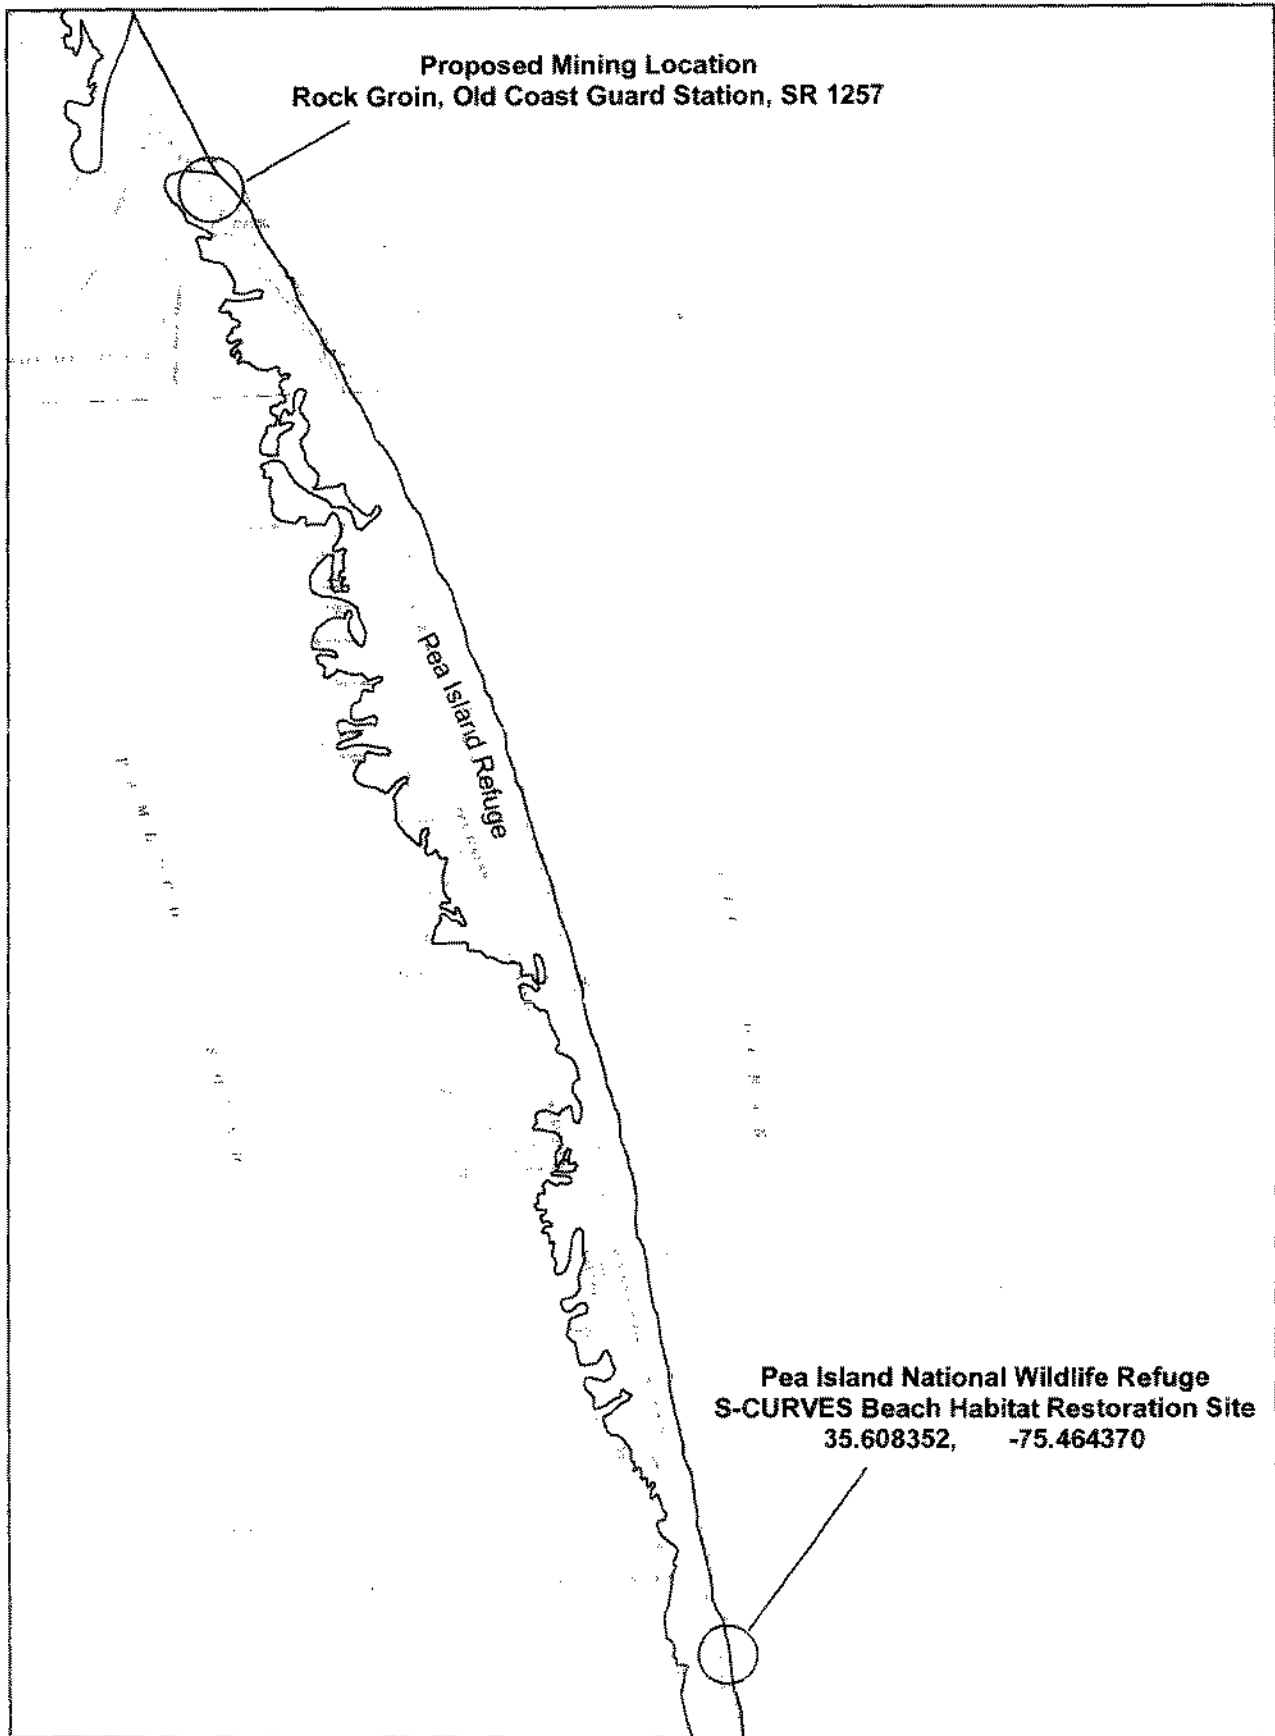 Proposed Mining Location
Rock Groin, Old Coast Guard Station, SR 1257
Pea Island Refuge
Pea Island National Wildlife Refuge
S-CURVES Beach Habitat Restoration Site
35.608352, -75.464370